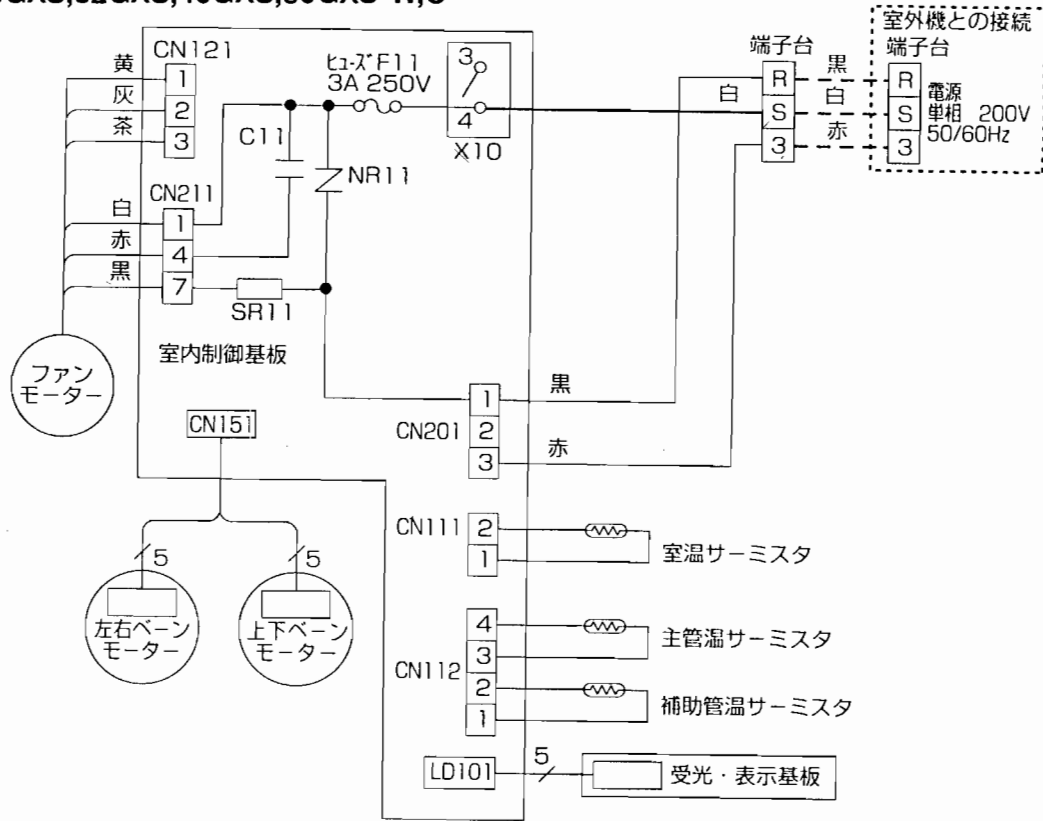 室外機との接続
端子台
R
S
3
電源
単相 200V
50/60Hz
端子台
R
S
3
黒
白
赤
白
CN121
1
2
3
黄
灰
茶
ヒューズF11
3A 250V
3
4
X10
C11
NR11
CN211
1
4
7
白
赤
黒
SR11
室内制御基板
ファン
モーター
CN151
5
5
左右ベーン
モーター
上下ベーン
モーター
CN201
1
2
3
黒
赤
CN111
2
1
室温サーミスタ
CN112
4
3
2
1
主管温サーミスタ
補助管温サーミスタ
LD101
5
受光・表示基板